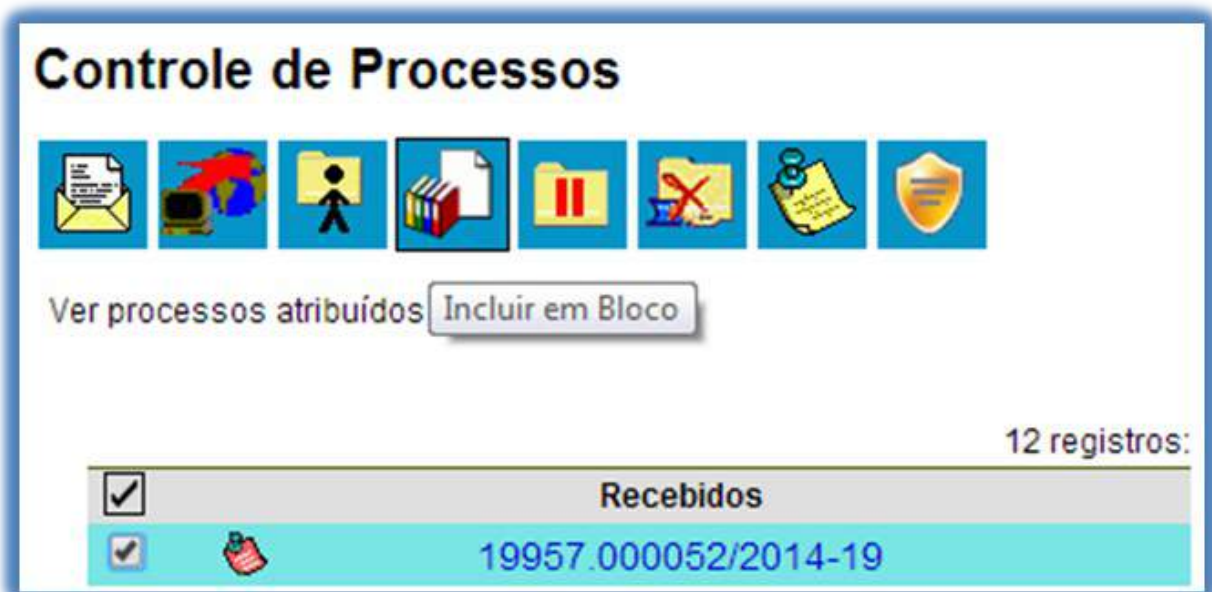 Controle de Processos
Ver processos atribuídos Incluir em Bloco
12 registros:
Recebidos
19957.000052/2014-19